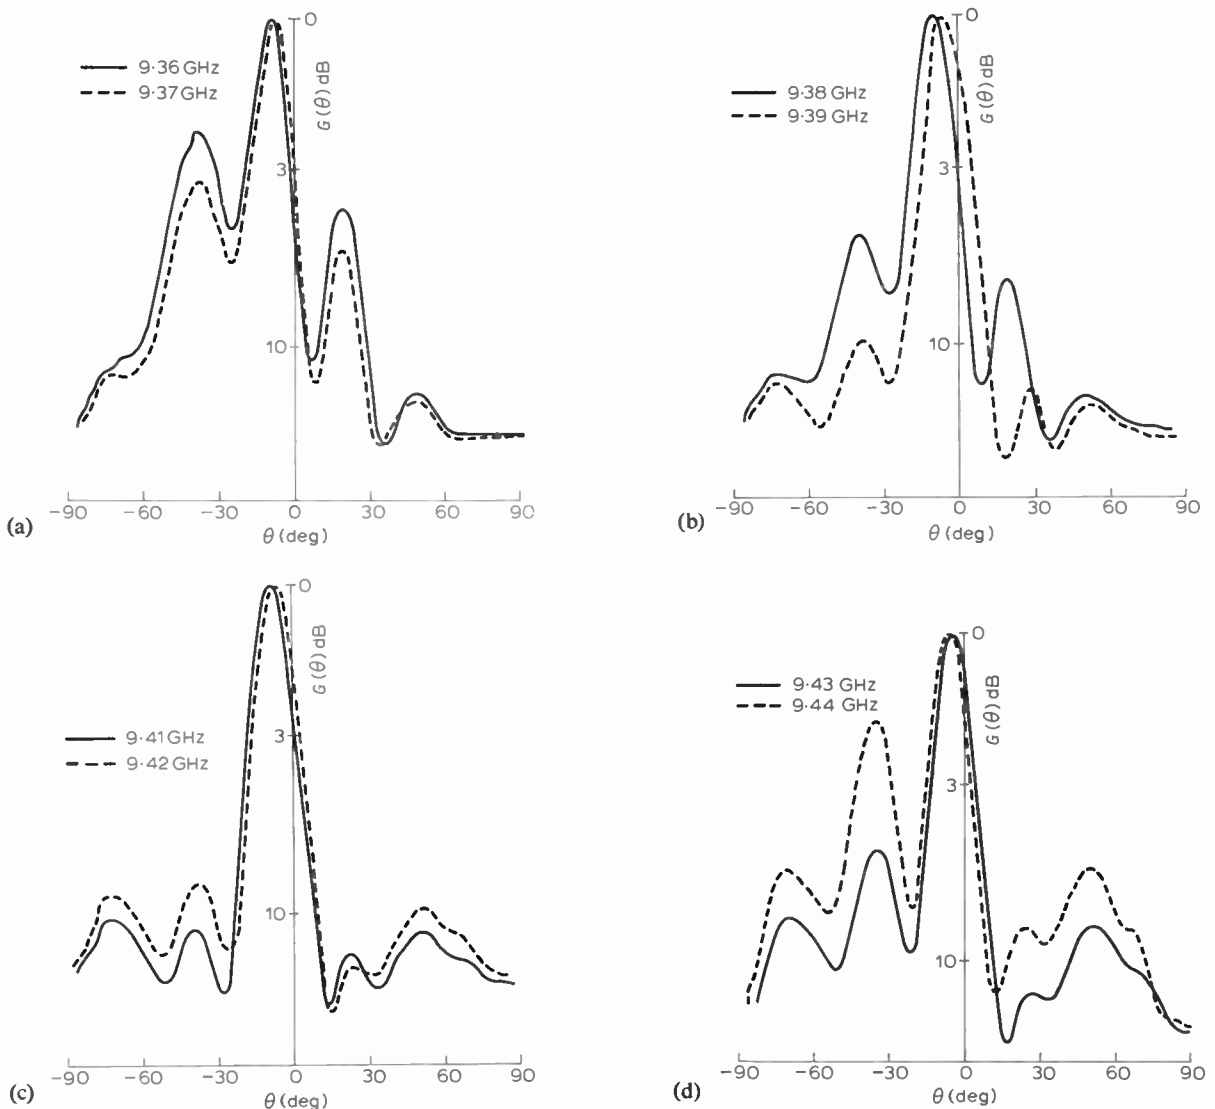 9·36 GHz
9·37 GHz
G(θ) dB
0
3
10
-90 -60 -30 0 30 60 90
θ (deg)
(a)
9·38 GHz
9·39 GHz
G(θ) dB
0
3
10
-90 -60 -30 0 30 60 90
θ (deg)
(b)
9·41 GHz
9·42 GHz
G(θ) dB
0
3
10
-90 -60 -30 0 30 60 90
θ (deg)
(c)
9·43 GHz
9·44 GHz
G(θ) dB
0
3
10
-90 -60 -30 0 30 60 90
θ (deg)
(d)